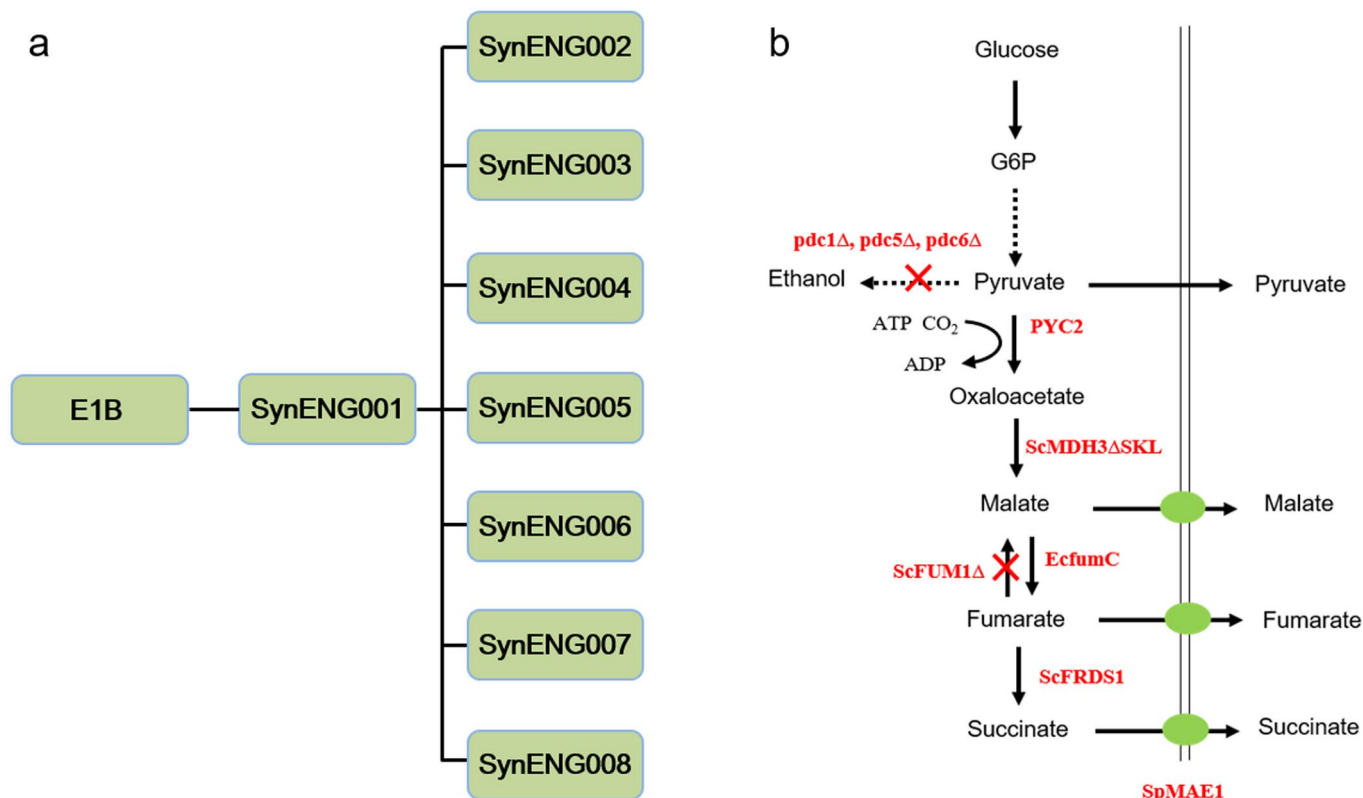 a
SynENG002
SynENG003
SynENG004
E1B
SynENG001
SynENG005
SynENG006
SynENG007
SynENG008
b
Glucose
G6P
pdc1Δ, pdc5Δ, pdc6Δ
Ethanol
Pyruvate
Pyruvate
ATP CO₂
PYC2
ADP
Oxaloacetate
ScMDH3ΔSKL
Malate
Malate
ScFUM1Δ
EcfumC
Fumarate
Fumarate
ScFRDS1
Succinate
Succinate
SpMAE1